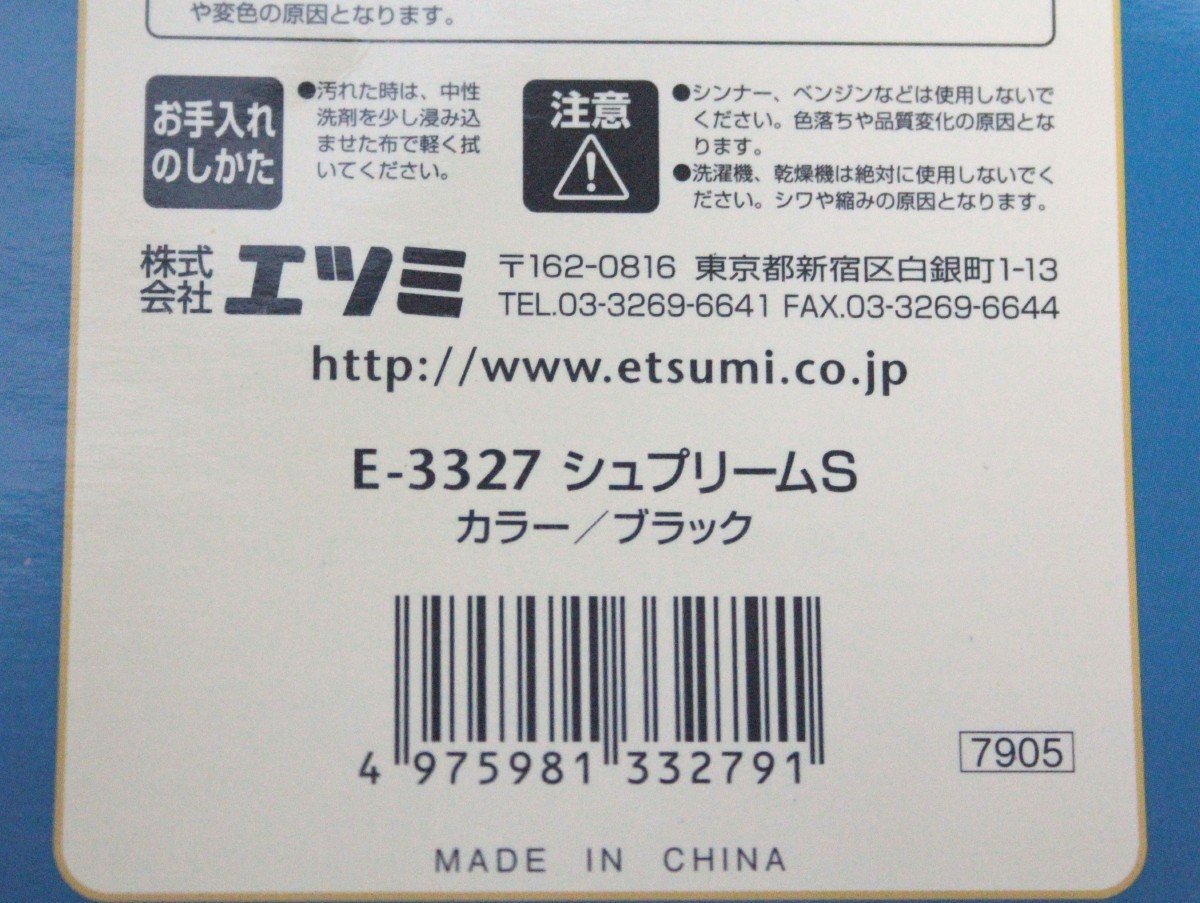 や変色の原因となります。
お手入れ
のしかた
●汚れた時は、中性
洗剤を少し浸み込
ませた布で軽く拭
いてください。
注意
●シンナー、ベンジンなどは使用しないで
ください。色落ちや品質変化の原因とな
ります。
●洗濯機、乾燥機は絶対に使用しないでく
ださい。シワや縮みの原因となります。
株式
会社
エツミ
〒162-0816 東京都新宿区白銀町1-13
TEL.03-3269-6641 FAX.03-3269-6644
http://www.etsumi.co.jp
E-3327 シュプリームS
カラー／ブラック
4 975981 332791
7905
MADE IN CHINA